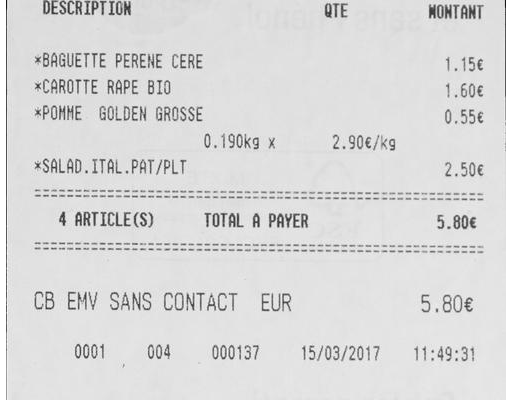 DESCRIPTION QTE MONTANT
*BAGUETTE PERENE CERE 1.15€
*CAROTTE RAPE BIO 1.60€
*POMME GOLDEN GROSSE 0.55€
0.190kg x 2.90€/kg
*SALAD.ITAL.PAT/PLT 2.50€
================================================
4 ARTICLE(S) TOTAL A PAYER 5.80€
================================================
CB EMV SANS CONTACT EUR 5.80€
0001 004 000137 15/03/2017 11:49:31